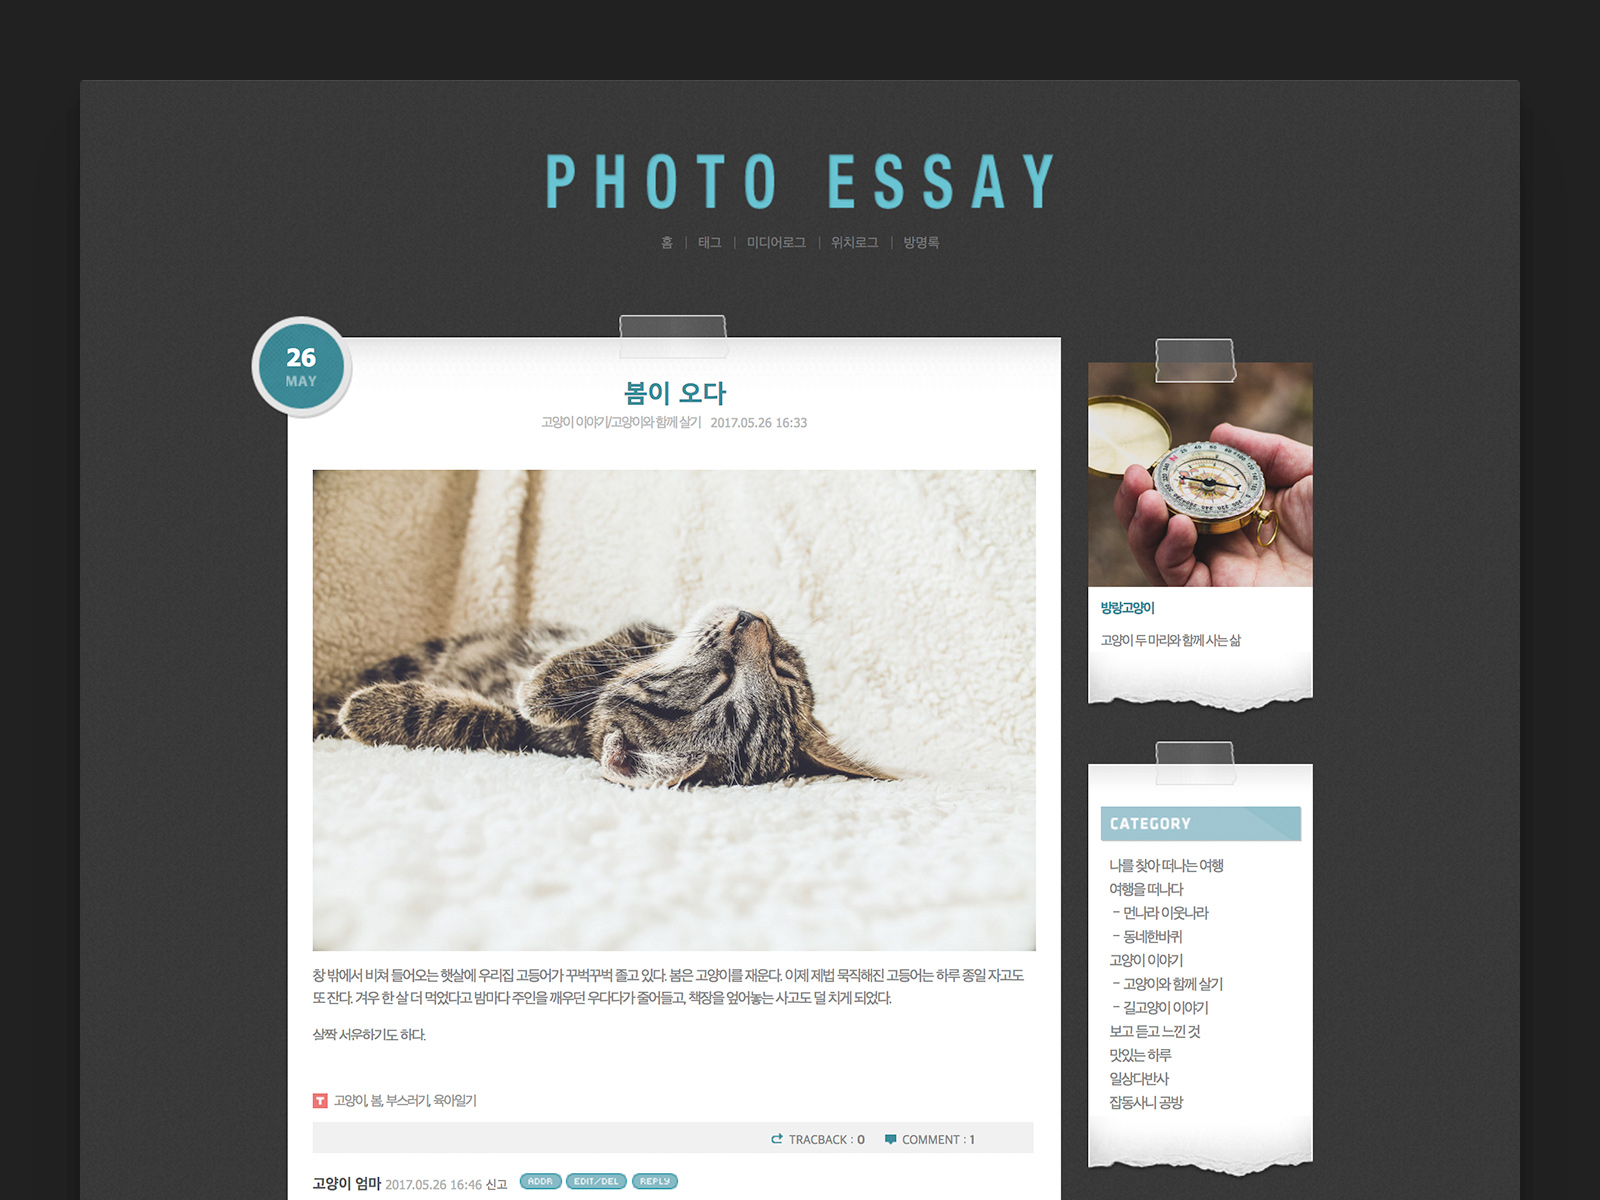 PHOTO ESSAY
홈 | 태그 | 미디어로그 | 위치로그 | 방명록
26
MAY
봄이 오다
고양이 이야기/고양이와 함께 살기 2017.05.26 16:33
창 밖에서 비쳐 들어오는 햇살에 우리집 고등어가 꾸벅꾸벅 졸고 있다. 봄은 고양이를 재운다. 이제 제법 묵직해진 고등어는 하루 종일 자고도
또 잔다. 겨우 한 살 더 먹었다고 밤마다 주인을 깨우던 우다다가 줄어들고, 책장을 엎어놓는 사고도 덜 치게 되었다.
살짝 서운하기도 하다.
T 고양이, 봄, 부스러기, 육아일기
TRACBACK : 0 COMMENT : 1
고양이 엄마 2017.05.26 16:46 신고 ADDR EDIT/DEL REPLY
방랑고양이
고양이 두 마리와 함께 사는 삶
CATEGORY
나를 찾아 떠나는 여행
여행을 떠나다
- 먼나라 이웃나라
- 동네한바퀴
고양이 이야기
- 고양이와 함께 살기
- 길고양이 이야기
보고 듣고 느낀 것
맛있는 하루
일상다반사
잡동사니 공방